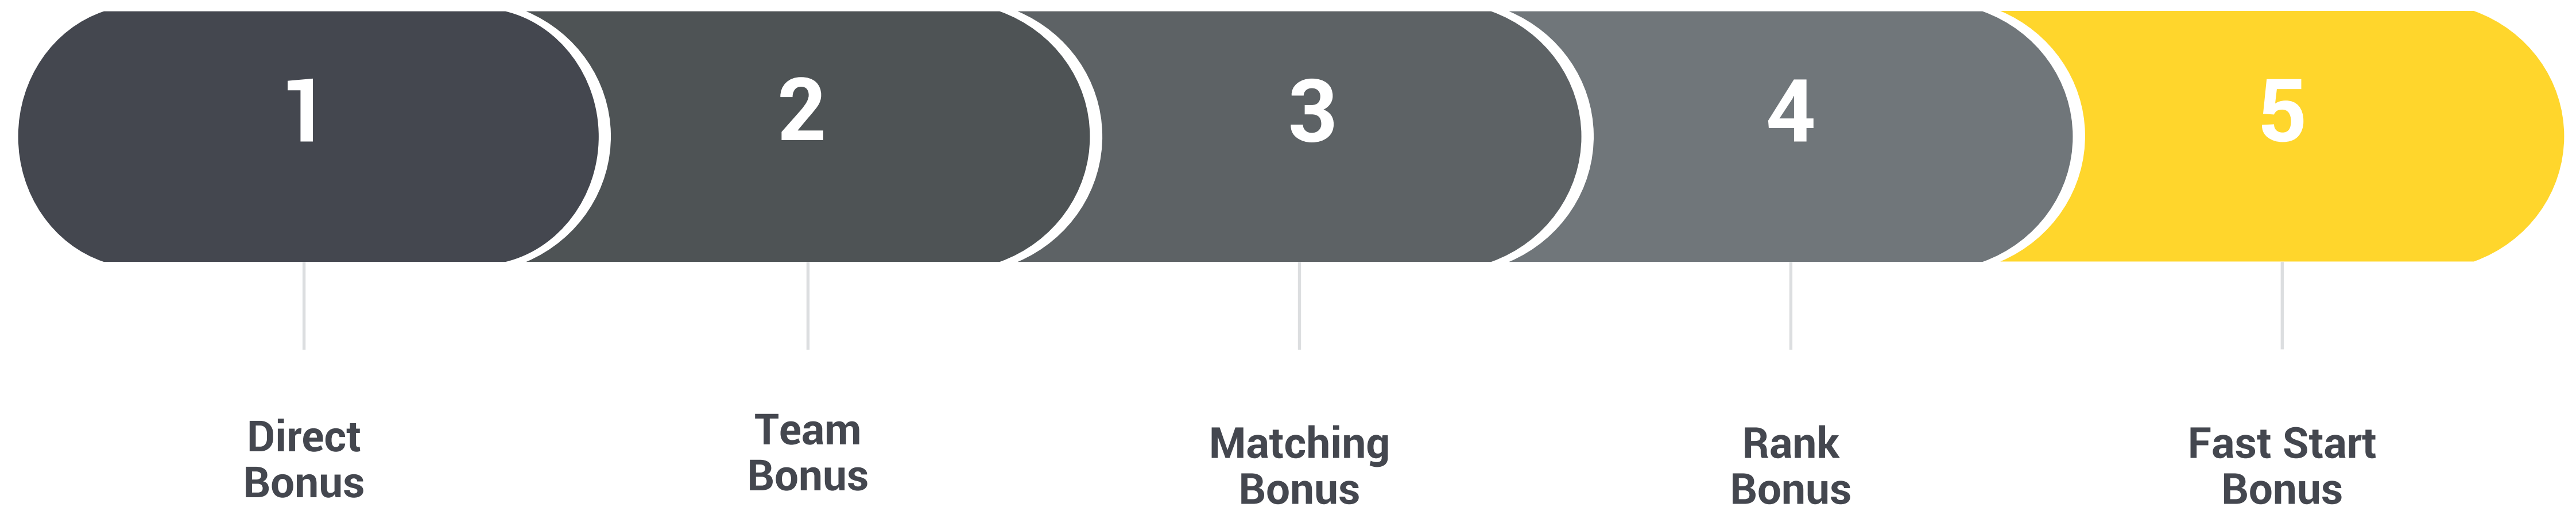 1
2
3
4
5
Direct
Bonus
Team
Bonus
Matching
Bonus
Rank
Bonus
Fast Start
Bonus